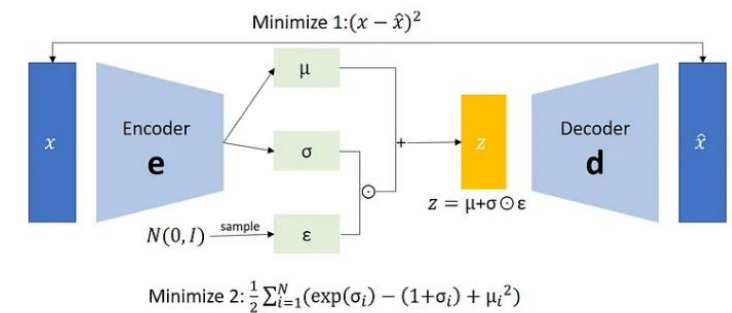 Minimize 1:(x − x̂)²
μ
Encoder
e
x
σ
+
z
Decoder
d
x̂
⊙
z = μ+σ⊙ε
N(0, I)
sample
ε
Minimize 2: ½ ∑ᵢ₌₁ᴺ(exp(σᵢ) − (1+σᵢ) + μᵢ²)